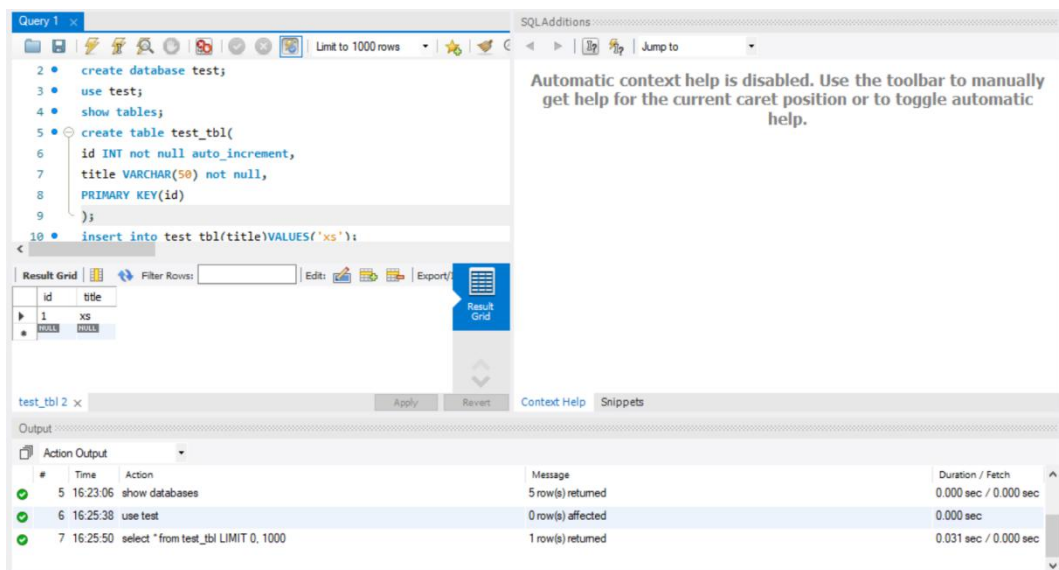 Query 1
SQLAdditions
Limit to 1000 rows
Jump to
2 create database test;
3 use test;
4 show tables;
5 create table test_tbl(
6 id INT not null auto_increment,
7 title VARCHAR(50) not null,
8 PRIMARY KEY(id)
9 );
10 insert into test_tbl(title)VALUES('xs');
Automatic context help is disabled. Use the toolbar to manually
get help for the current caret position or to toggle automatic
help.
Result Grid Filter Rows: Edit: Export/
id title
1 xs
NULL NULL
Result
Grid
test_tbl 2
Apply Revert
Context Help Snippets
Output
Action Output
# Time Action Message Duration / Fetch
5 16:23:06 show databases 5 row(s) returned 0.000 sec / 0.000 sec
6 16:25:38 use test 0 row(s) affected 0.000 sec
7 16:25:50 select * from test_tbl LIMIT 0, 1000 1 row(s) returned 0.031 sec / 0.000 sec